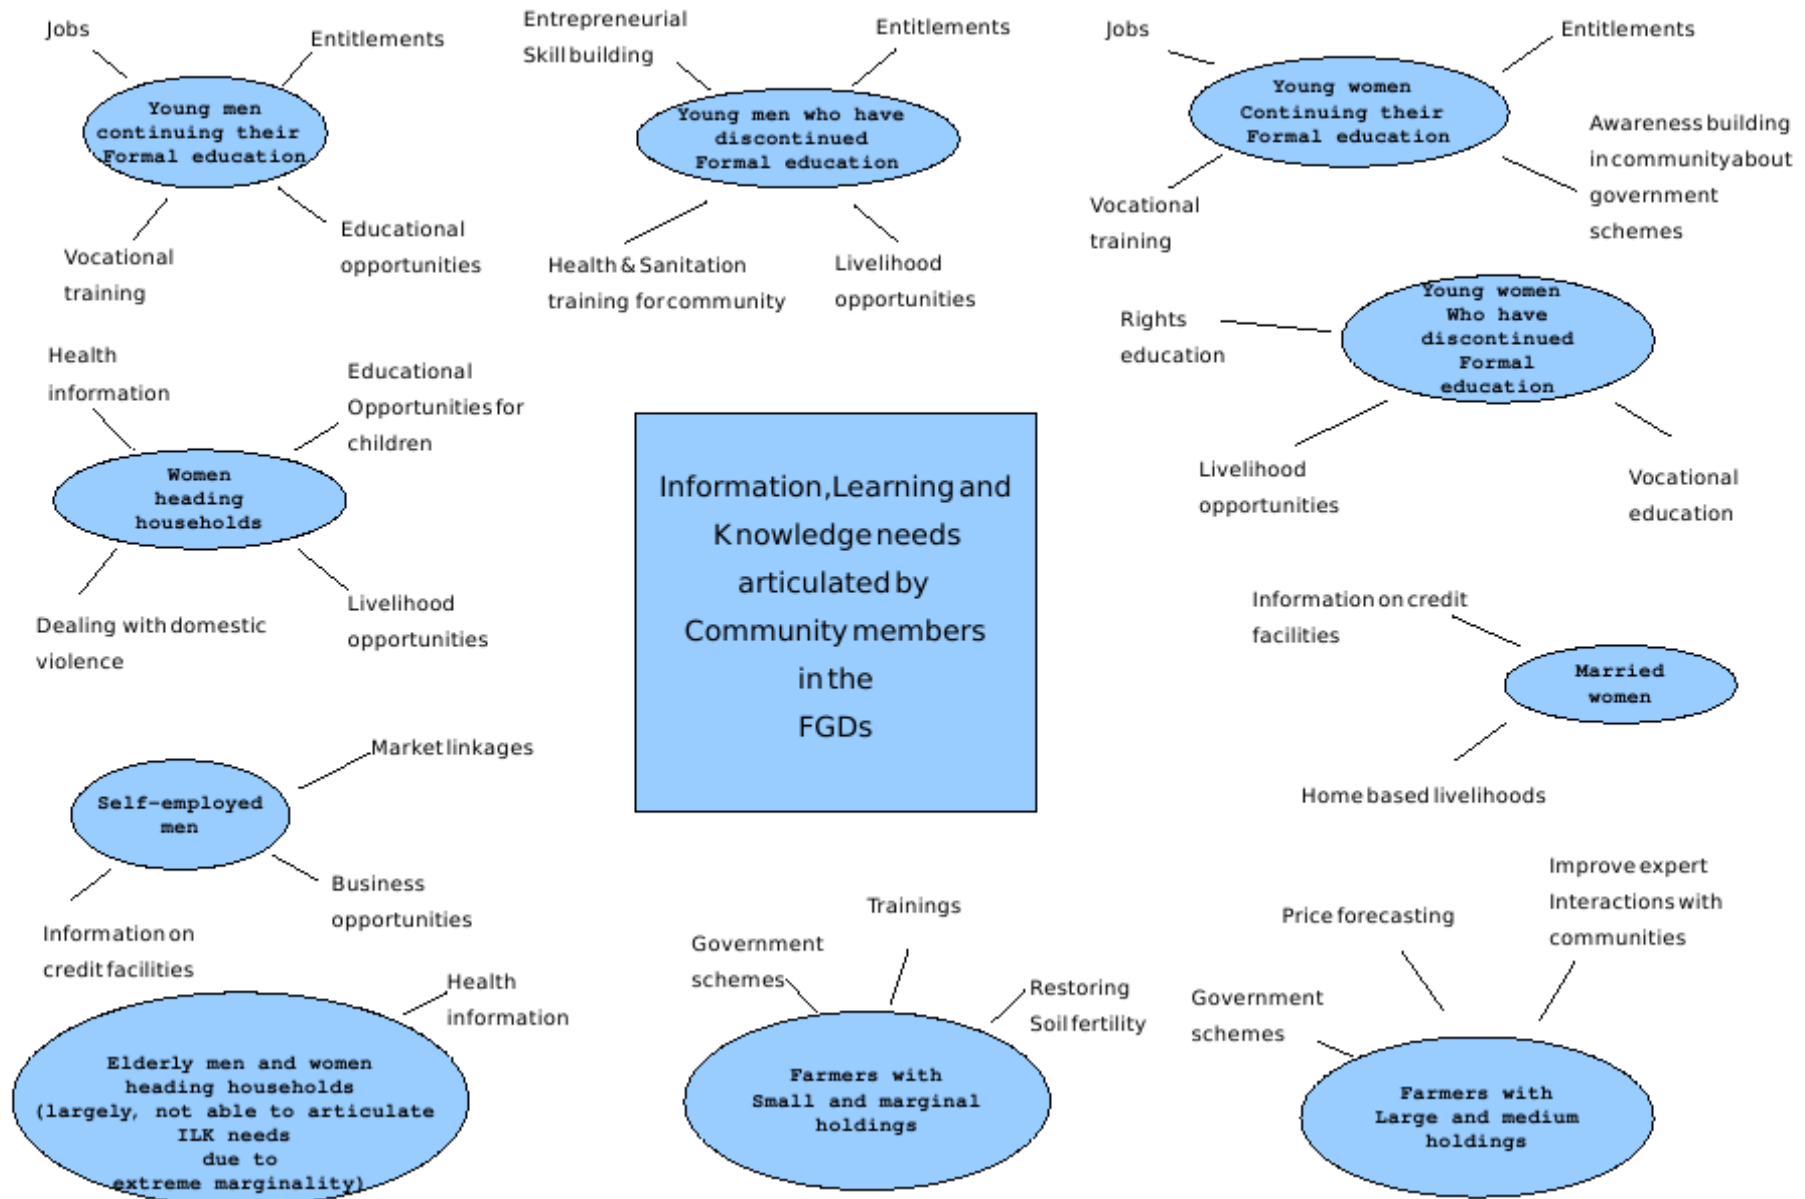 Jobs
Entitlements
Young men
continuing their
Formal education
Vocational
training
Educational
opportunities
Entrepreneurial
Skill building
Entitlements
Young men who have
discontinued
Formal education
Health & Sanitation
training for community
Livelihood
opportunities
Jobs
Entitlements
Young women
Continuing their
Formal education
Vocational
training
Awareness building
in community about
government
schemes
Rights
education
Young women
Who have
discontinued
Formal
education
Livelihood
opportunities
Vocational
education
Health
information
Educational
Opportunities for
children
Women
heading
households
Dealing with domestic
violence
Livelihood
opportunities
Information, Learning and
Knowledge needs
articulated by
Community members
in the
FGDs
Information on credit
facilities
Married
women
Home based livelihoods
Market linkages
Self-employed
men
Information on
credit facilities
Business
opportunities
Health
information
Elderly men and women
heading households
(largely, not able to articulate
ILK needs
due to
extreme marginality)
Government
schemes
Trainings
Restoring
Soil fertility
Farmers with
Small and marginal
holdings
Government
schemes
Price forecasting
Improve expert
Interactions with
communities
Farmers with
Large and medium
holdings